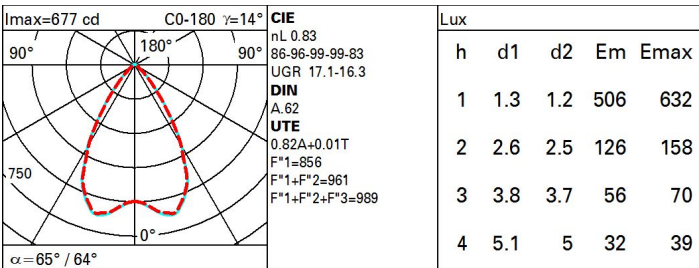 Imax=677 cd C0-180 γ=14°
90° 180° 90°
750
0°
α=65° / 64°
CIE
nL 0.83
86-96-99-99-83
UGR 17.1-16.3
DIN
A.62
UTE
0.82A+0.01T
F"1=856
F"1+F"2=961
F"1+F"2+F"3=989
Lux
h d1 d2 Em Emax
1 1.3 1.2 506 632
2 2.6 2.5 126 158
3 3.8 3.7 56 70
4 5.1 5 32 39